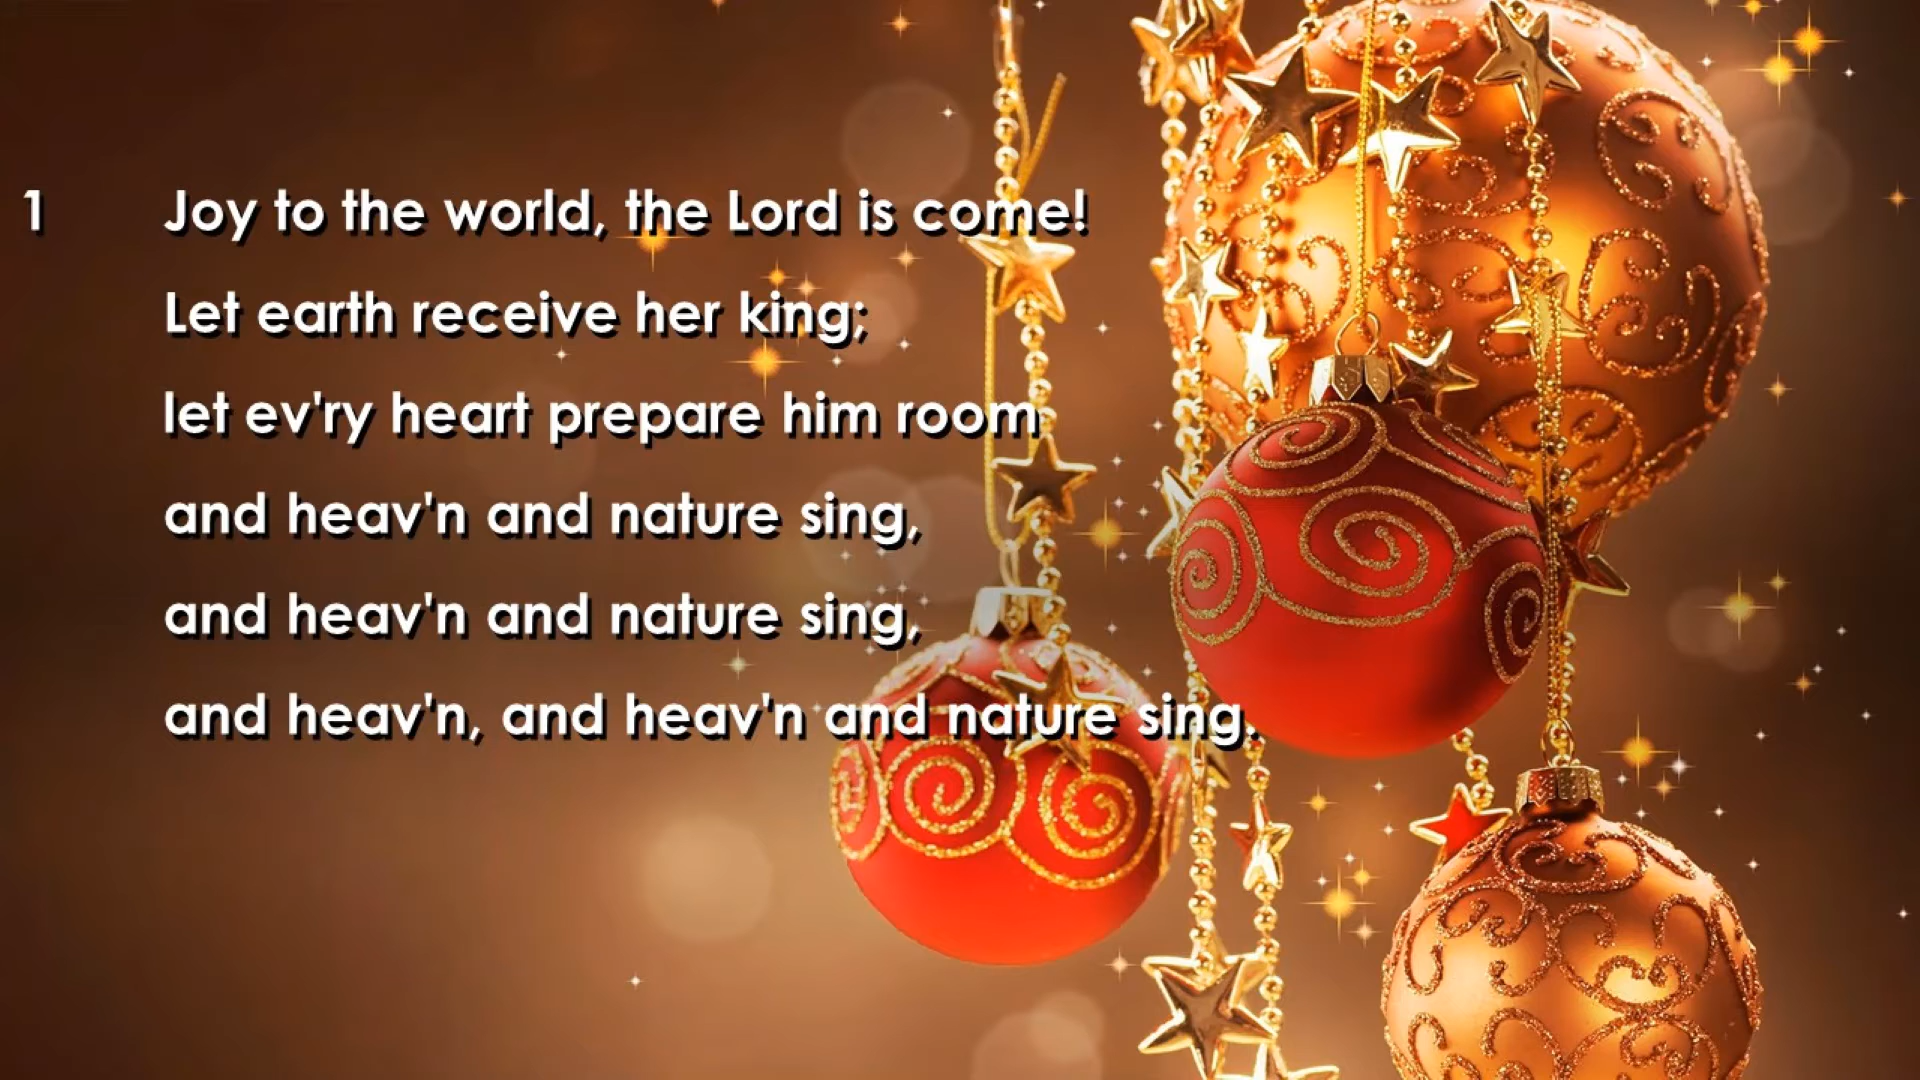 1 Joy to the world, the Lord is come!
Let earth receive her king;
let ev'ry heart prepare him room
and heav'n and nature sing,
and heav'n and nature sing,
and heav'n, and heav'n and nature sing.